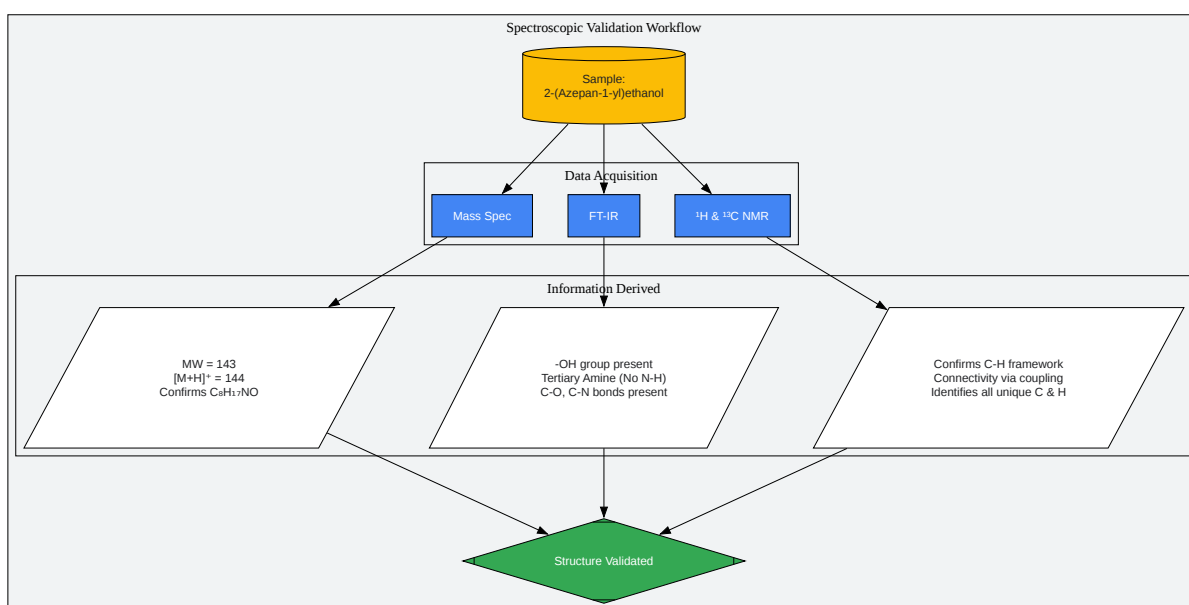 Spectroscopic Validation Workflow
Sample:
2-(Azepan-1-yl)ethanol
Data Acquisition
Mass Spec
FT-IR
¹H & ¹³C NMR
Information Derived
MW = 143
[M+H]⁺ = 144
Confirms C₈H₁₇NO
-OH group present
Tertiary Amine (No N-H)
C-O, C-N bonds present
Confirms C-H framework
Connectivity via coupling
Identifies all unique C & H
Structure Validated